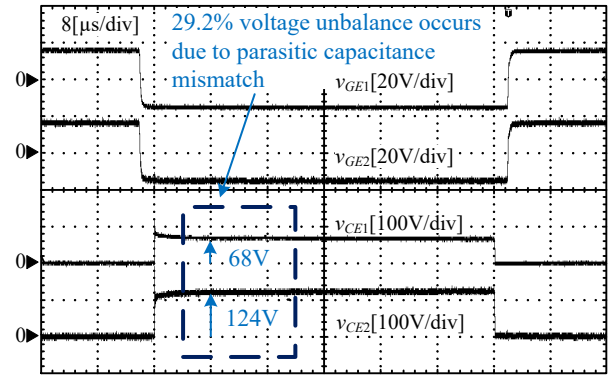 8[μs/div]
29.2% voltage unbalance occurs
due to parasitic capacitance
mismatch
0
vGE1[20V/div]
0
vGE2[20V/div]
vCE1[100V/div]
0
68V
124V
0
vCE2[100V/div]